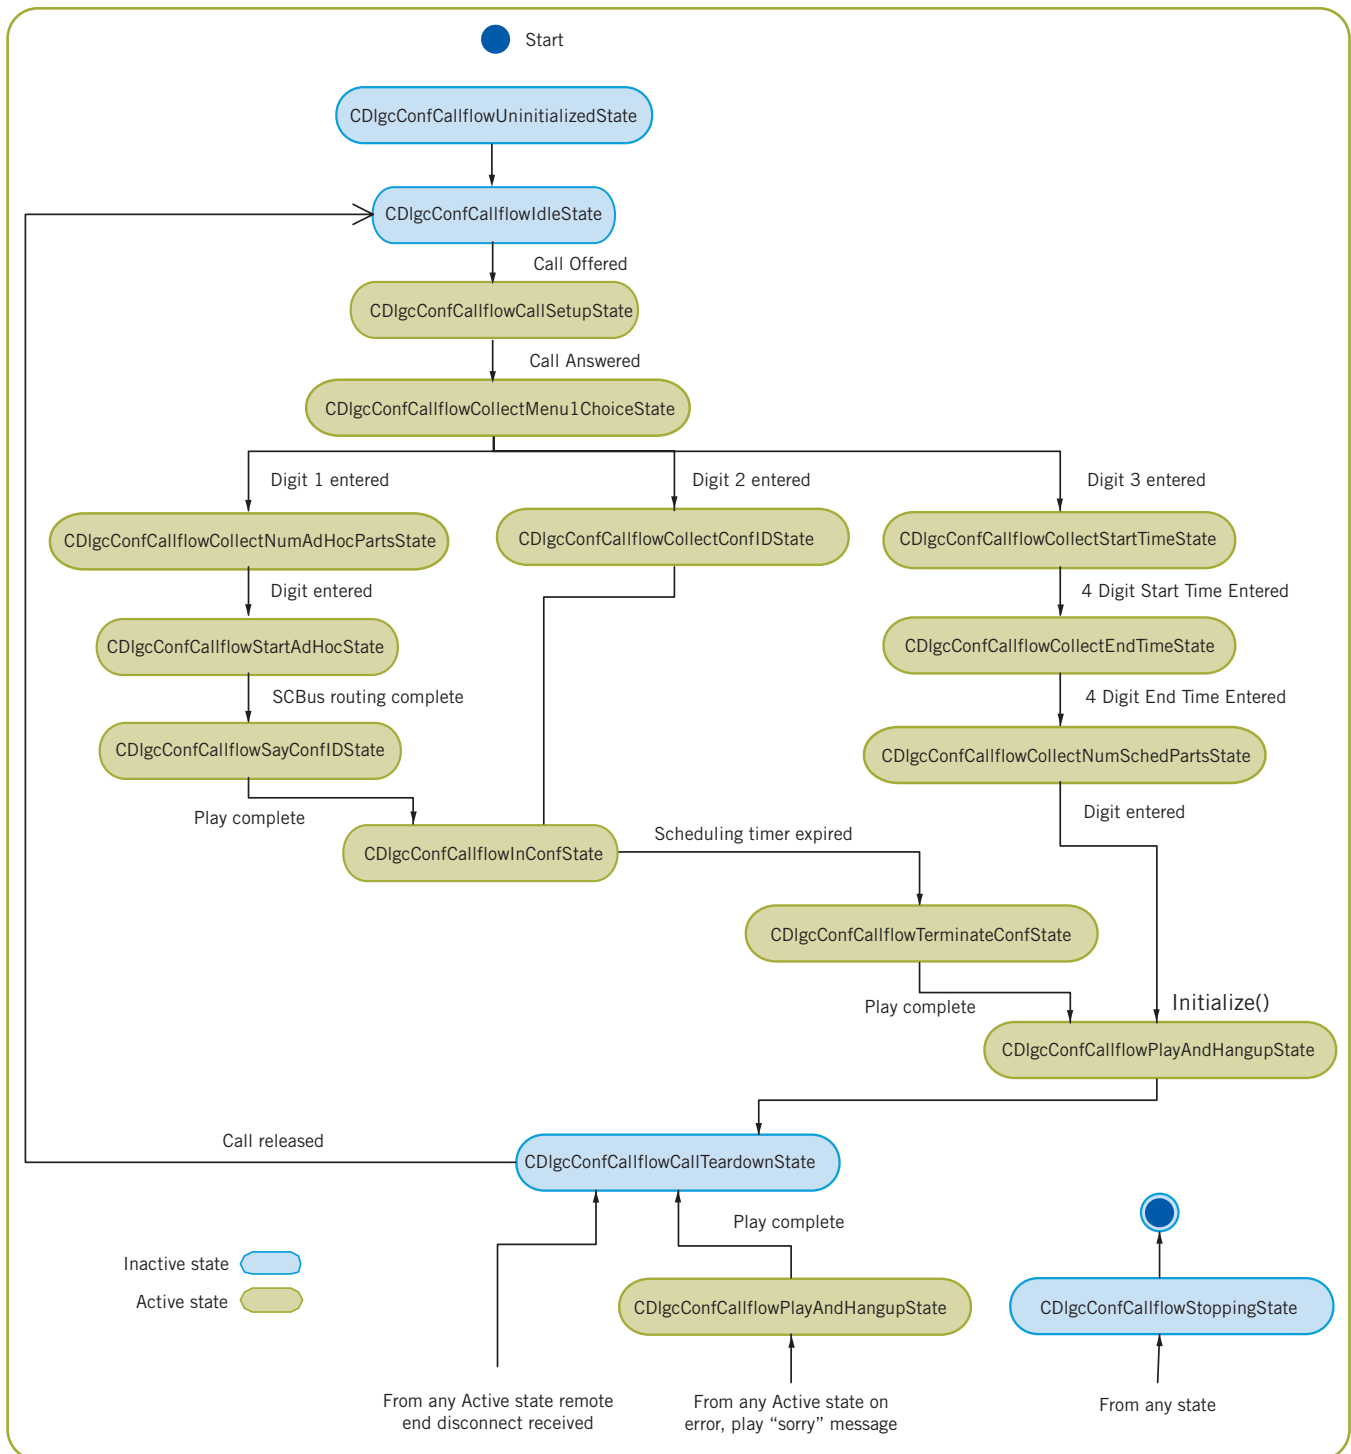 Start
CDlgcConfCallflowUninitializedState
CDlgcConfCallflowIdleState
Call Offered
CDlgcConfCallflowCallSetupState
Call Answered
CDlgcConfCallflowCollectMenu1ChoiceState
Digit 1 entered
Digit 2 entered
Digit 3 entered
CDlgcConfCallflowCollectNumAdHocPartsState
CDlgcConfCallflowCollectConfIDState
CDlgcConfCallflowCollectStartTimeState
Digit entered
4 Digit Start Time Entered
CDlgcConfCallflowStartAdHocState
CDlgcConfCallflowCollectEndTimeState
SCBus routing complete
4 Digit End Time Entered
CDlgcConfCallflowSayConfIDState
CDlgcConfCallflowCollectNumSchedPartsState
Play complete
Digit entered
Scheduling timer expired
CDlgcConfCallflowInConfState
CDlgcConfCallflowTerminateConfState
Play complete
Initialize()
CDlgcConfCallflowPlayAndHangupState
Call released
CDlgcConfCallflowCallTeardownState
Play complete
Inactive state
Active state
CDlgcConfCallflowPlayAndHangupState
CDlgcConfCallflowStoppingState
From any Active state remote
end disconnect received
From any Active state on
error, play “sorry” message
From any state